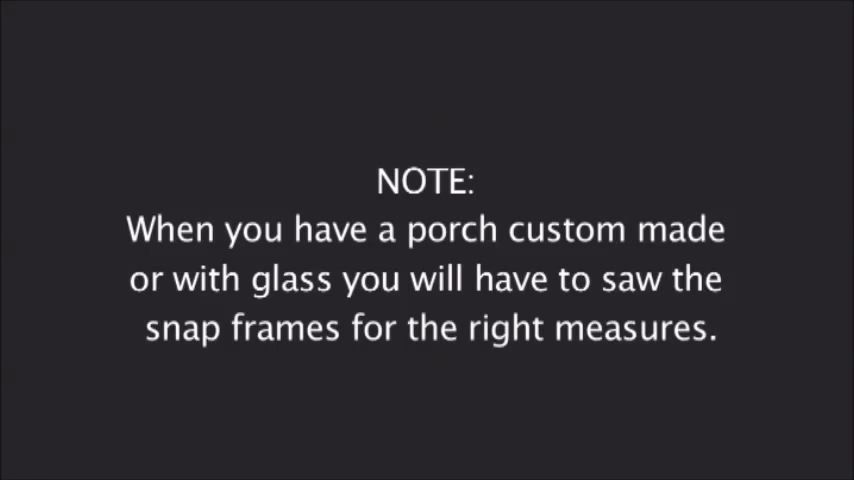 NOTE:
When you have a porch custom made
or with glass you will have to saw the
snap frames for the right measures.